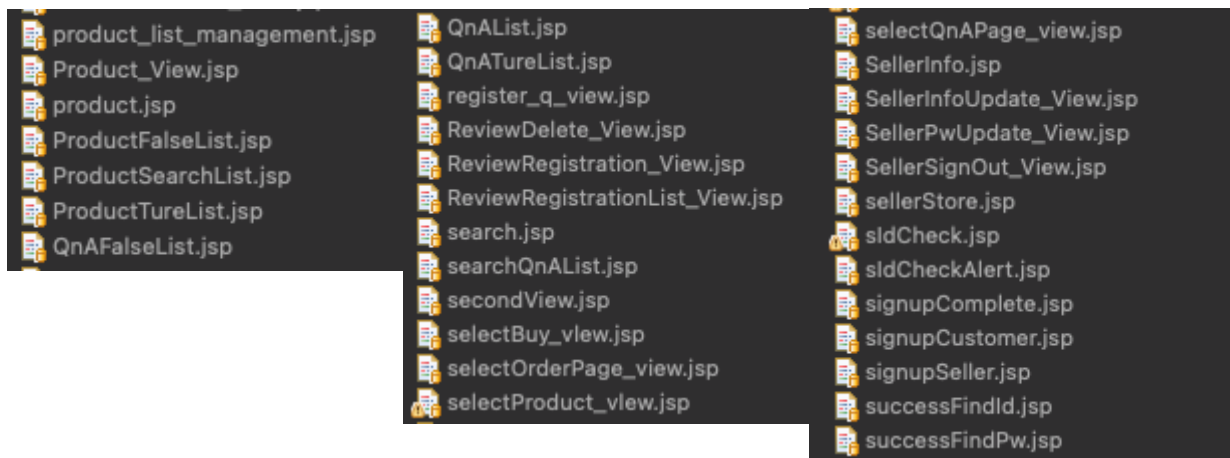 product_list_management.jsp
Product_View.jsp
product.jsp
ProductFalseList.jsp
ProductSearchList.jsp
ProductTureList.jsp
QnAFalseList.jsp
QnAList.jsp
QnATureList.jsp
register_q_view.jsp
ReviewDelete_View.jsp
ReviewRegistration_View.jsp
ReviewRegistrationList_View.jsp
search.jsp
searchQnAList.jsp
secondView.jsp
selectBuy_vIew.jsp
selectOrderPage_view.jsp
selectProduct_vIew.jsp
selectQnAPage_view.jsp
SellerInfo.jsp
SellerInfoUpdate_View.jsp
SellerPwUpdate_View.jsp
SellerSignOut_View.jsp
sellerStore.jsp
sIdCheck.jsp
sIdCheckAlert.jsp
signupComplete.jsp
signupCustomer.jsp
signupSeller.jsp
successFindId.jsp
successFindPw.jsp